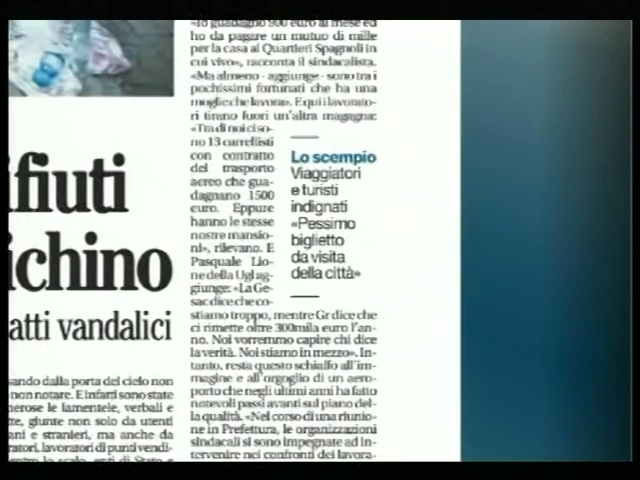 ifiuti
ichino
atti vandalici
ando dalla porta del cielo non
non notare. E infatti sono state
nerose le lamentele, verbali e
te, giunte non solo da utenti
ani e stranieri, ma anche da
ratori, lavoratori di punti vendi-
«Io guadagno 900 euro al mese ed
ho da pagare un mutuo di mille
per la casa ai Quartieri Spagnoli in
cui vivo», racconta il sindacalista.
«Ma almeno - aggiunge - sono tra i
pochissimi fortunati che ha una
moglie che lavora». E qui i lavorato-
ri tirano fuori un'altra magagna:
«Tra di noi ci so-
no 13 carrellisti
con contratto
del trasporto
aereo che gua-
dagnano 1500
euro. Eppure
hanno le stesse
nostre mansio-
ni», rilevano. E
Pasquale Lio-
ne della Ugl ag-
giunge: «La Ge-
sac dice che co-
stiamo troppo, mentre Gr dice che
ci rimette oltre 300mila euro l'an-
no. Noi vorremmo capire chi dice
la verità. Noi stiamo in mezzo». In-
tanto, resta questo schiaffo all'im-
magine e all'orgoglio di un aero-
porto che negli ultimi anni ha fatto
notevoli passi avanti sul piano del-
la qualità. «Nel corso di una riunio-
ne in Prefettura, le organizzazioni
sindacali si sono impegnate ad in-
tervenire nei confronti dei lavora-
Lo scempio
Viaggiatori
e turisti
indignati
«Pessimo
biglietto
da visita
della città»